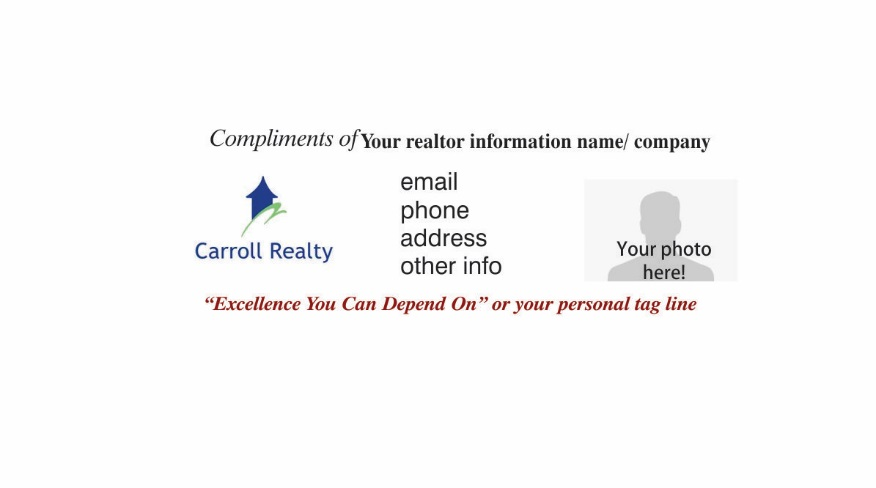 Compliments of Your realtor information name/ company
Carroll Realty
email
phone
address
other info
Your photo
here!
“Excellence You Can Depend On” or your personal tag line